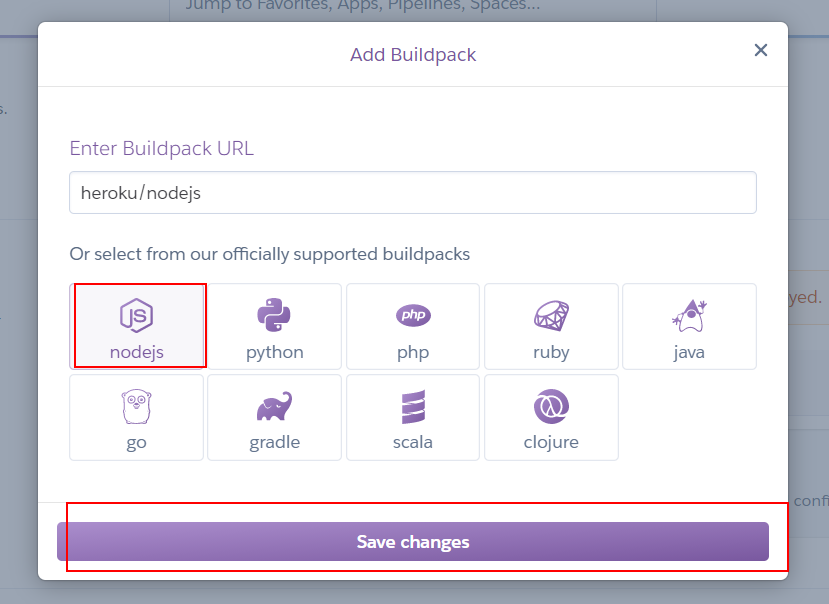 Jump to Favorites, Apps, Pipelines, Spaces...
Add Buildpack
s.
Enter Buildpack URL
heroku/nodejs
Or select from our officially supported buildpacks
yed.
JS
php
nodejs
python
php
ruby
java
go
gradle
scala
clojure
confi
Save changes